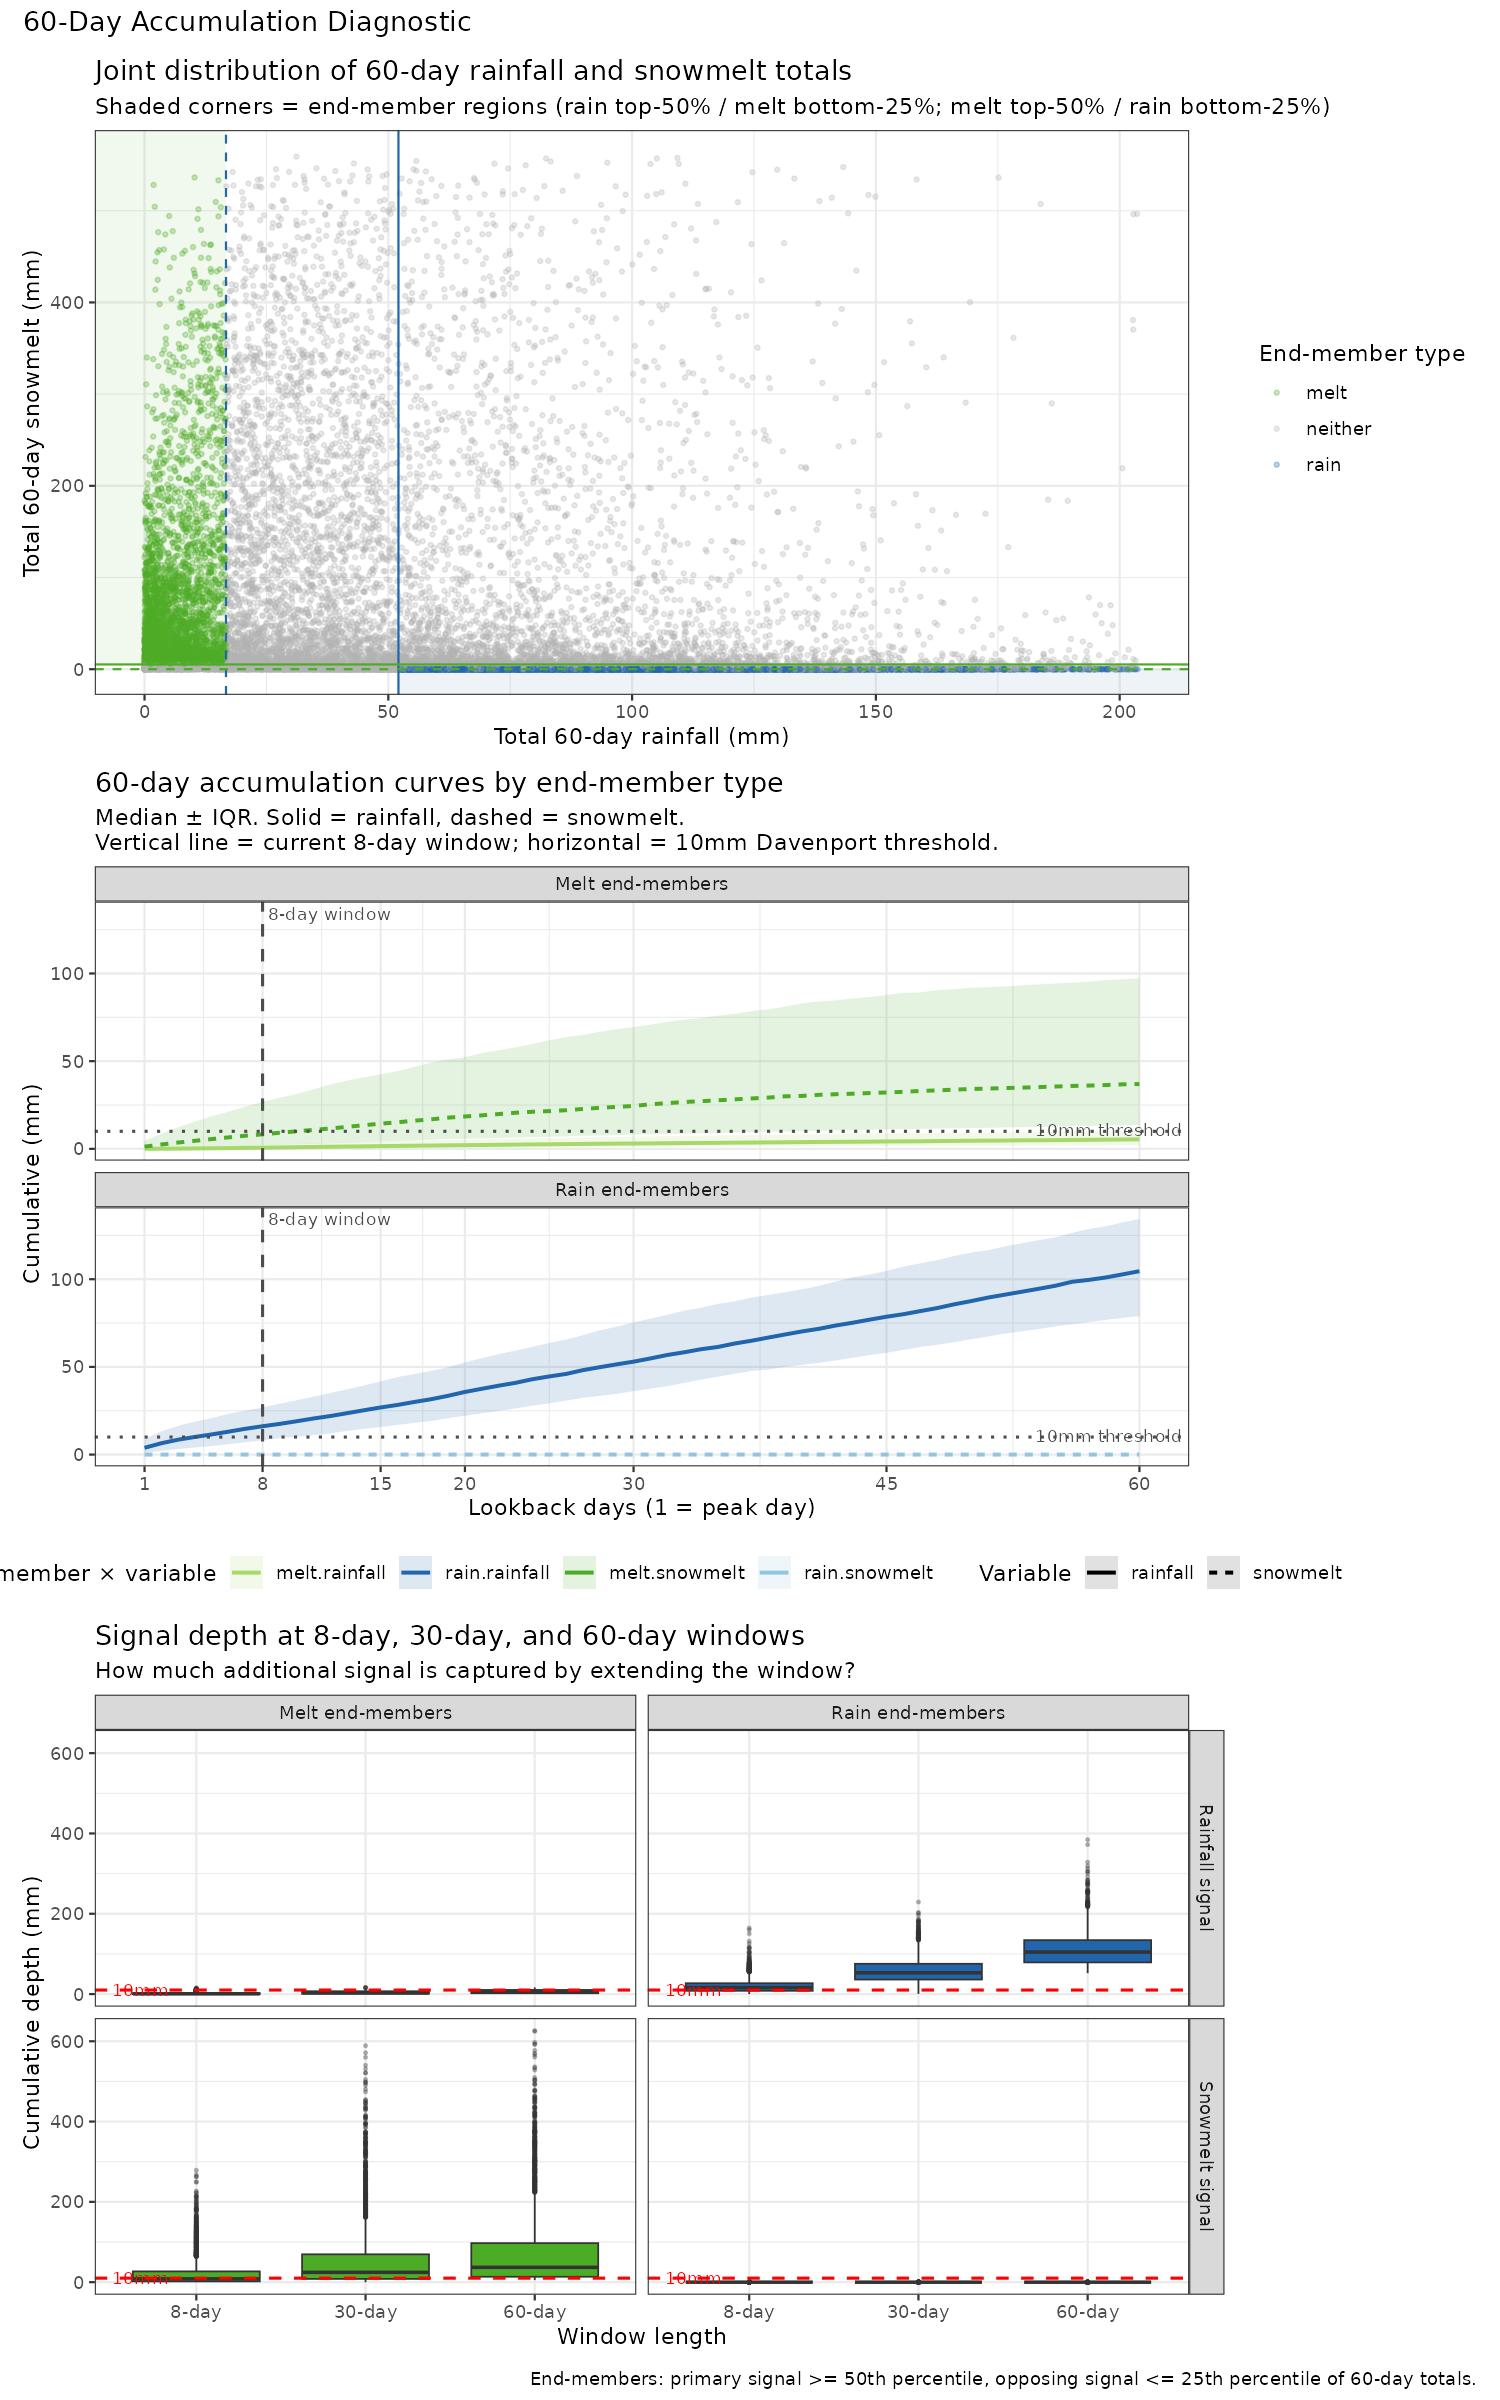 60-Day Accumulation Diagnostic
Joint distribution of 60-day rainfall and snowmelt totals
Shaded corners = end-member regions (rain top-50% / melt bottom-25%; melt top-50% / rain bottom-25%)
Total 60-day snowmelt (mm)
400
200
0
0 50 100 150 200
Total 60-day rainfall (mm)
End-member type
melt
neither
rain
60-day accumulation curves by end-member type
Median ± IQR. Solid = rainfall, dashed = snowmelt.
Vertical line = current 8-day window; horizontal = 10mm Davenport threshold.
Cumulative (mm)
Melt end-members
8-day window
100
50
0
10mm threshold
Rain end-members
8-day window
100
50
0
10mm threshold
1 8 15 20 30 45 60
Lookback days (1 = peak day)
member × variable melt.rainfall rain.rainfall melt.snowmelt rain.snowmelt Variable rainfall snowmelt
Signal depth at 8-day, 30-day, and 60-day windows
How much additional signal is captured by extending the window?
Cumulative depth (mm)
Melt end-members Rain end-members
600
400
200
0
10mm 10mm
Rainfall signal
600
400
200
0
10mm 10mm
Snowmelt signal
8-day 30-day 60-day 8-day 30-day 60-day
Window length
End-members: primary signal >= 50th percentile, opposing signal <= 25th percentile of 60-day totals.